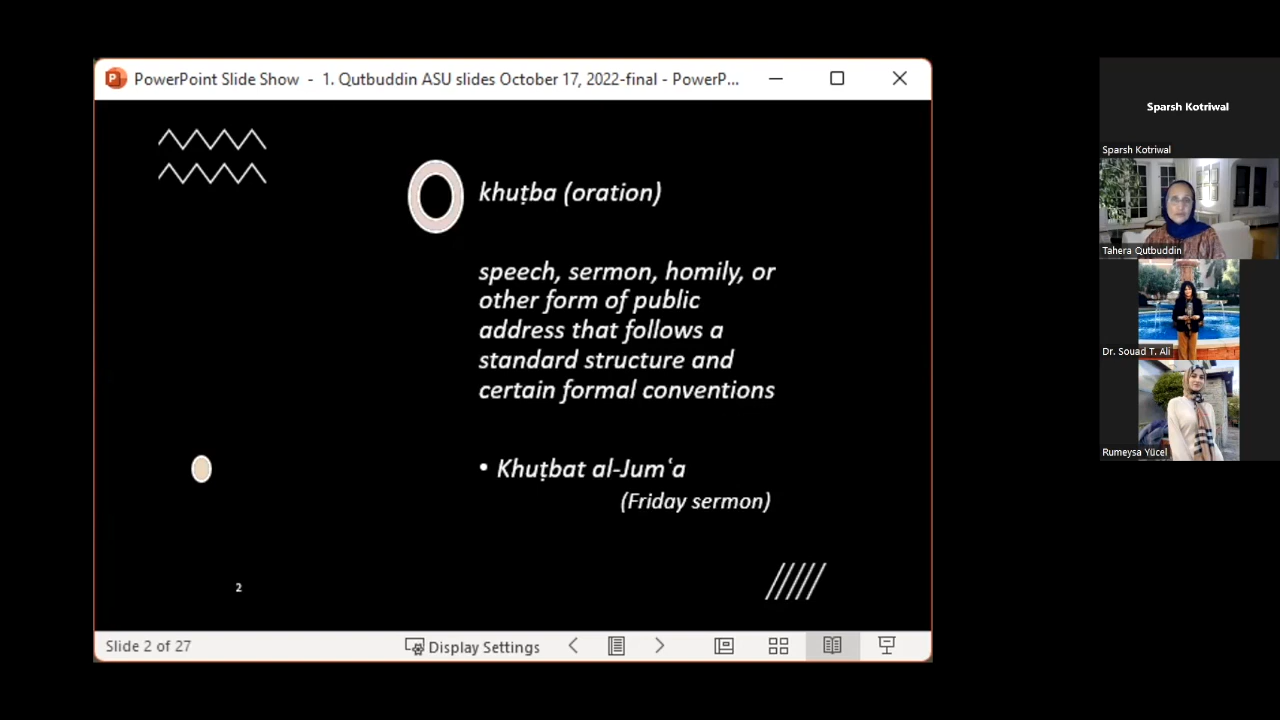 PowerPoint Slide Show - 1. Qutbuddin ASU slides October 17, 2022-final - PowerP...
khuṭba (oration)
speech, sermon, homily, or
other form of public
address that follows a
standard structure and
certain formal conventions
• Khuṭbat al-Jumʿa
(Friday sermon)
2
Slide 2 of 27
Display Settings
Sparsh Kotriwal
Sparsh Kotriwal
Tahera Qutbuddin
Dr. Souad T. Ali
Rumeysa Yücel